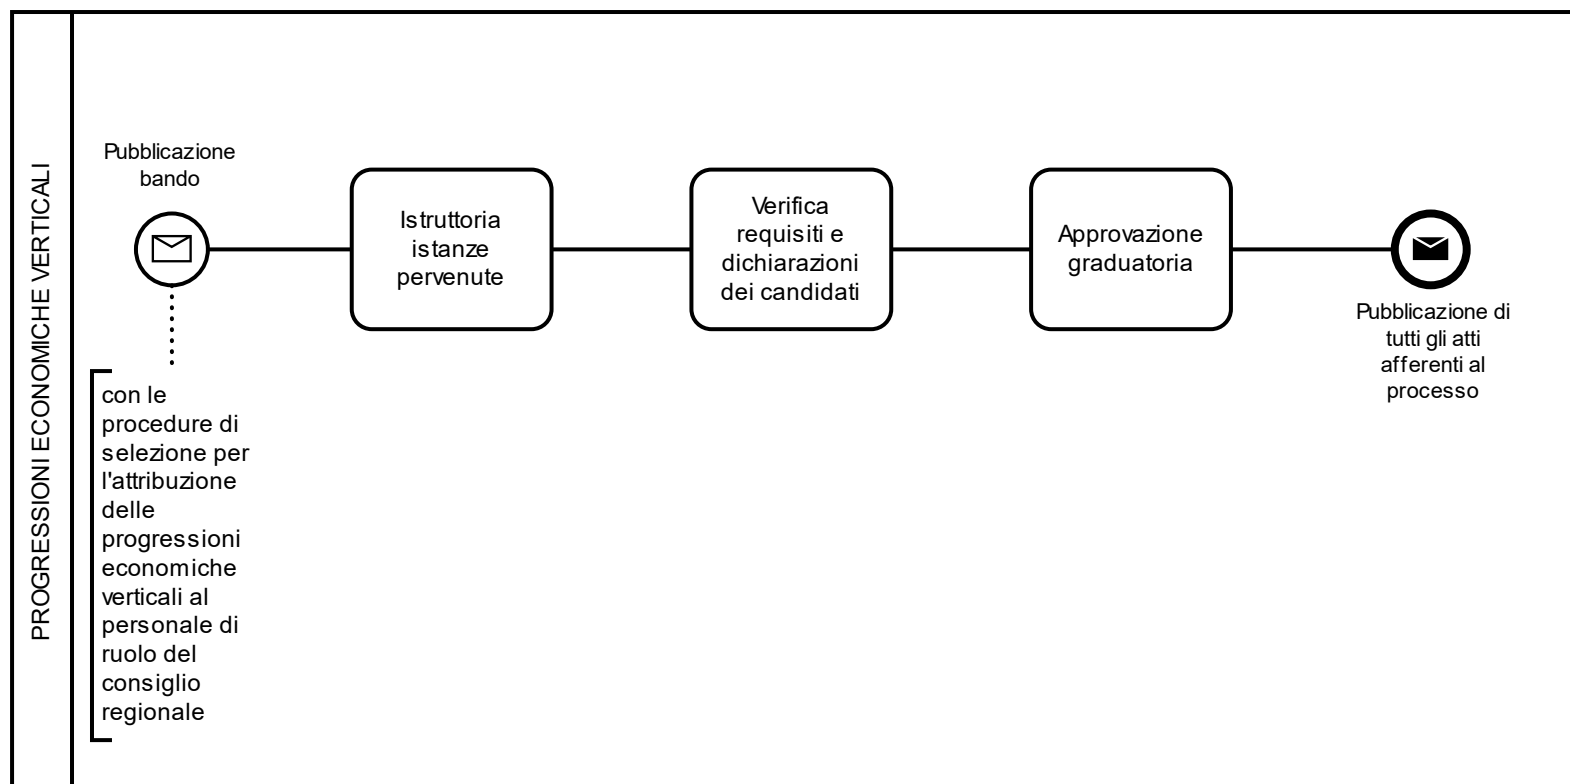 PROGRESSIONI ECONOMICHE VERTICALI
Pubblicazione
bando
Istruttoria
istanze
pervenute
Verifica
requisiti e
dichiarazioni
dei candidati
Approvazione
graduatoria
Pubblicazione di
tutti gli atti
afferenti al
processo
con le
procedure di
selezione per
l'attribuzione
delle
progressioni
economiche
verticali al
personale di
ruolo del
consiglio
regionale